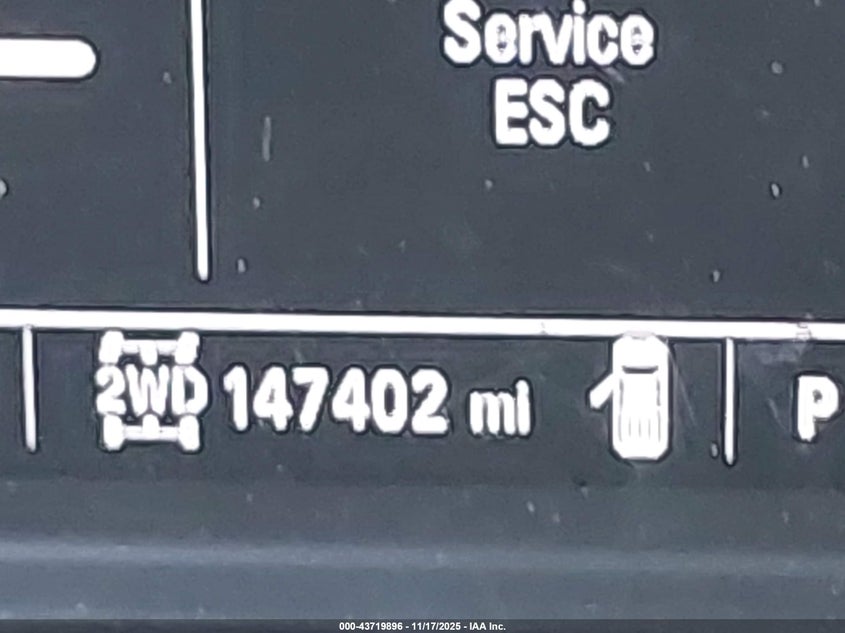 Service
ESC
2WD 147402 mi P
000-43719896 - 11/17/2025 - IAA Inc.